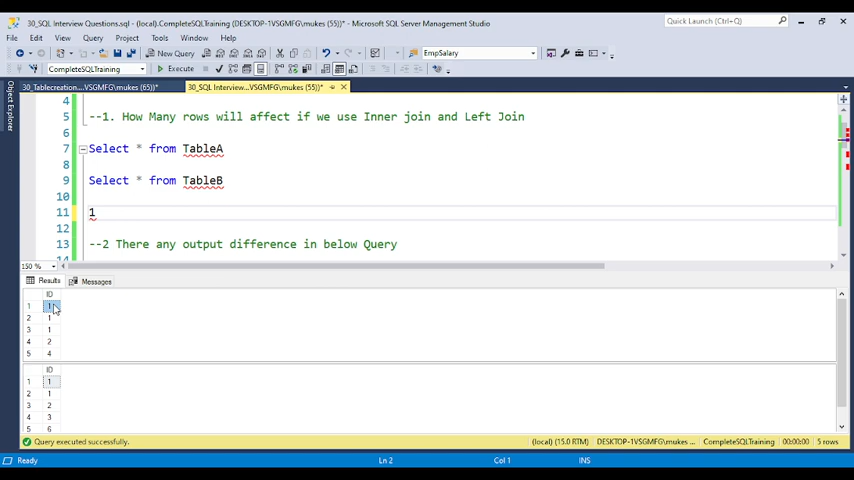 30_SQL Interview Questions.sql - (local).CompleteSQLTraining (DESKTOP-1VSGMFG\mukes (55))* - Microsoft SQL Server Management Studio
Quick Launch (Ctrl+Q)
File Edit View Query Project Tools Window Help
New Query
EmpSalary
CompleteSQLTraining
Execute
Object Explorer
30_Tablecreation....VSGMFG\mukes (65))*
30_SQL Interview...VSGMFG\mukes (55))*
4
5 --1. How Many rows will affect if we use Inner join and Left Join
6
7 Select * from TableA
8
9 Select * from TableB
10
11 1
12
13 --2 There any output difference in below Query
14
150 %
Results Messages
ID
1 1
2 1
3 1
4 2
5 4
ID
1 1
2 1
3 2
4 3
5 6
Query executed successfully.
(local) (15.0 RTM) DESKTOP-1VSGMFG\mukes ... CompleteSQLTraining 00:00:00 5 rows
Ready Ln 2 Col 1 INS